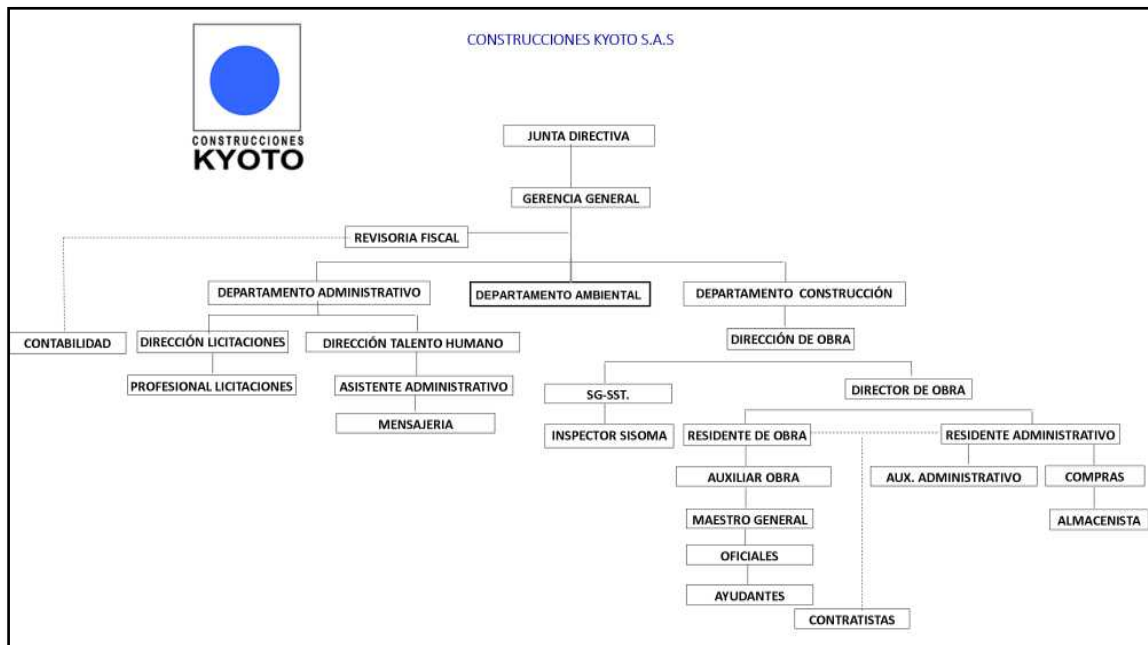 CONSTRUCCIONES KYOTO S.A.S
CONSTRUCCIONES
KYOTO
JUNTA DIRECTIVA
GERENCIA GENERAL
REVISORIA FISCAL
DEPARTAMENTO ADMINISTRATIVO
DEPARTAMENTO AMBIENTAL
DEPARTAMENTO CONSTRUCCIÓN
CONTABILIDAD
DIRECCIÓN LICITACIONES
DIRECCIÓN TALENTO HUMANO
DIRECCIÓN DE OBRA
PROFESIONAL LICITACIONES
ASISTENTE ADMINISTRATIVO
SG-SST.
DIRECTOR DE OBRA
MENSAJERIA
INSPECTOR SISOMA
RESIDENTE DE OBRA
RESIDENTE ADMINISTRATIVO
AUXILIAR OBRA
AUX. ADMINISTRATIVO
COMPRAS
MAESTRO GENERAL
ALMACENISTA
OFICIALES
AYUDANTES
CONTRATISTAS